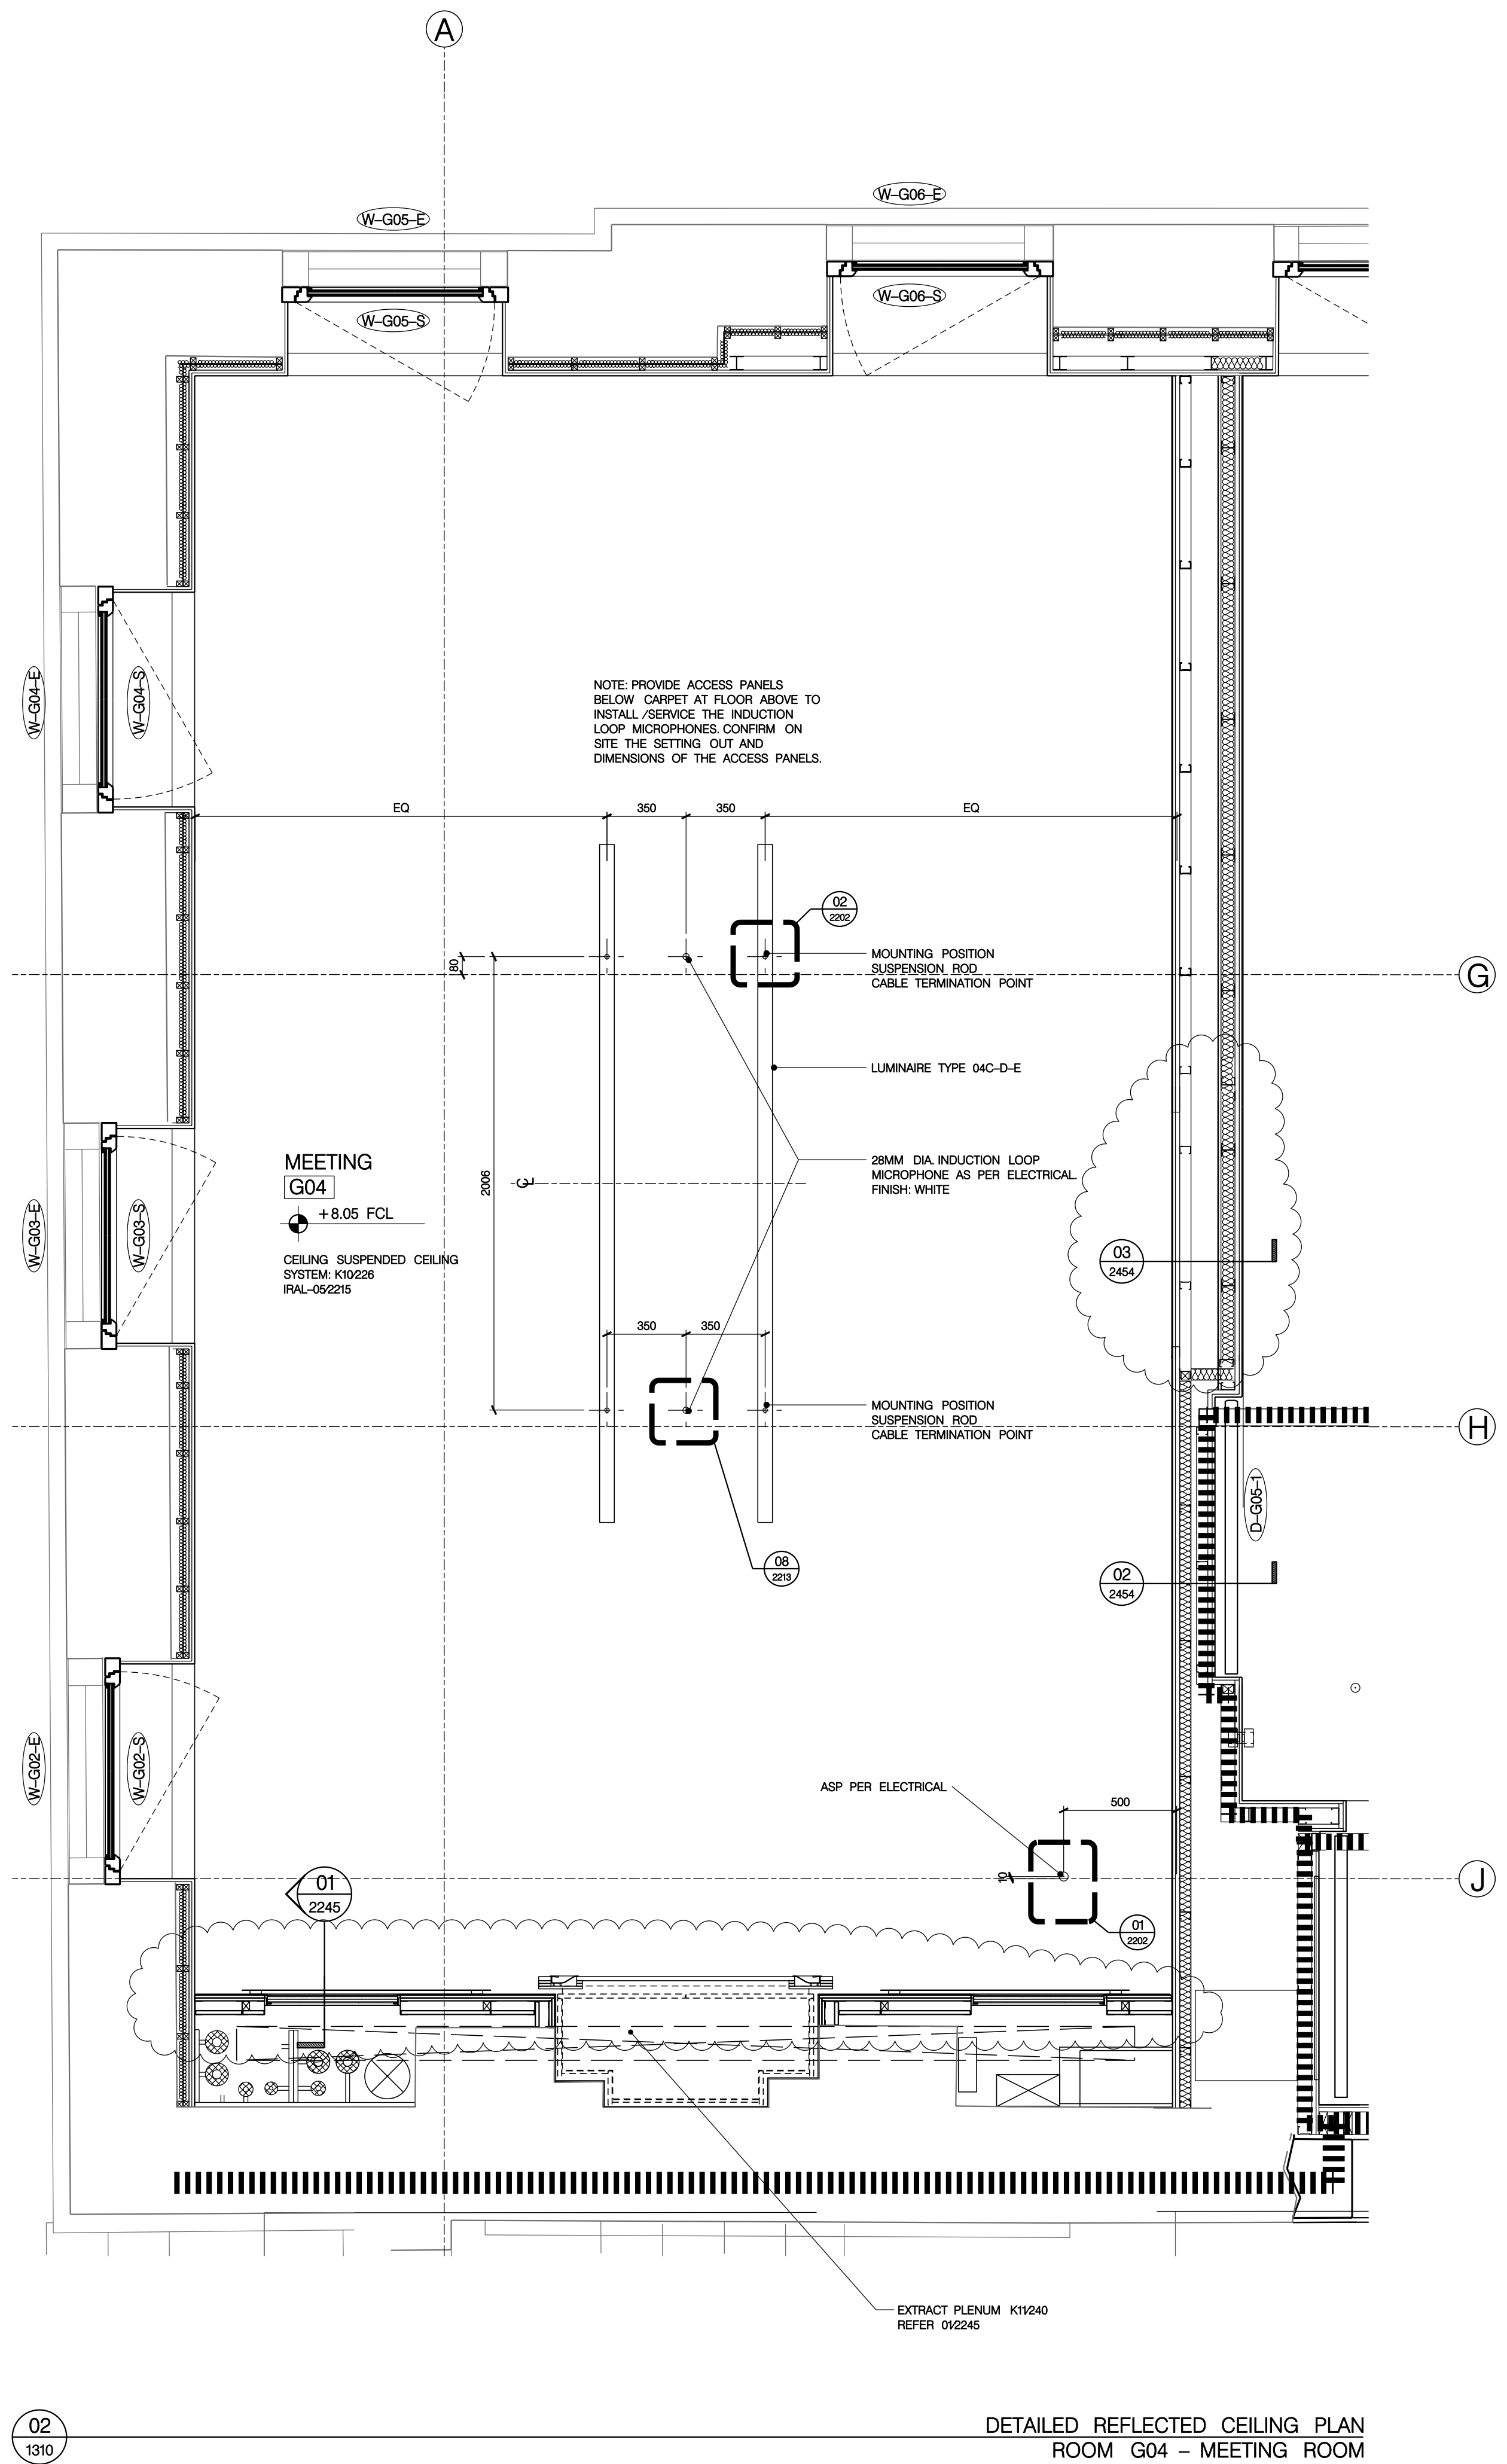 A
W-G06-E
W-G05-E
W-G06-S
W-G05-S
W-G04-E
W-G04-S
NOTE: PROVIDE ACCESS PANELS
BELOW CARPET AT FLOOR ABOVE TO
INSTALL /SERVICE THE INDUCTION
LOOP MICROPHONES. CONFIRM ON
SITE THE SETTING OUT AND
DIMENSIONS OF THE ACCESS PANELS.
EQ
350
350
EQ
02
2202
80
MOUNTING POSITION
SUSPENSION ROD
CABLE TERMINATION POINT
G
LUMINAIRE TYPE 04C-D-E
MEETING
G04
+8.05 FCL
CEILING SUSPENDED CEILING
SYSTEM: K10/226
IRAL-05/2215
2006
CL
28MM DIA. INDUCTION LOOP
MICROPHONE AS PER ELECTRICAL.
FINISH: WHITE
W-G03-E
W-G03-S
03
2454
350
350
MOUNTING POSITION
SUSPENSION ROD
CABLE TERMINATION POINT
H
D-G05-1
08
2213
02
2454
W-G02-E
W-G02-S
ASP PER ELECTRICAL
500
10
J
01
2245
01
2202
EXTRACT PLENUM K11/240
REFER 01/2245
02
1310
DETAILED REFLECTED CEILING PLAN
ROOM G04 – MEETING ROOM